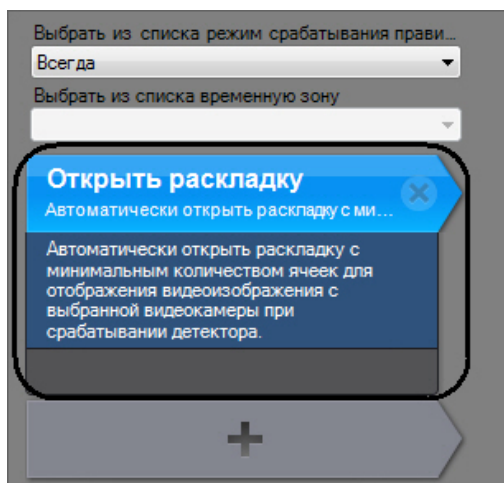 Выбрать из списка режим срабатывания прави...
Всегда
Выбрать из списка временную зону
Открыть раскладку
Автоматически открыть раскладку с ми...
Автоматически открыть раскладку с
минимальным количеством ячеек для
отображения видеоизображения с
выбранной видеокамеры при
срабатывании детектора.